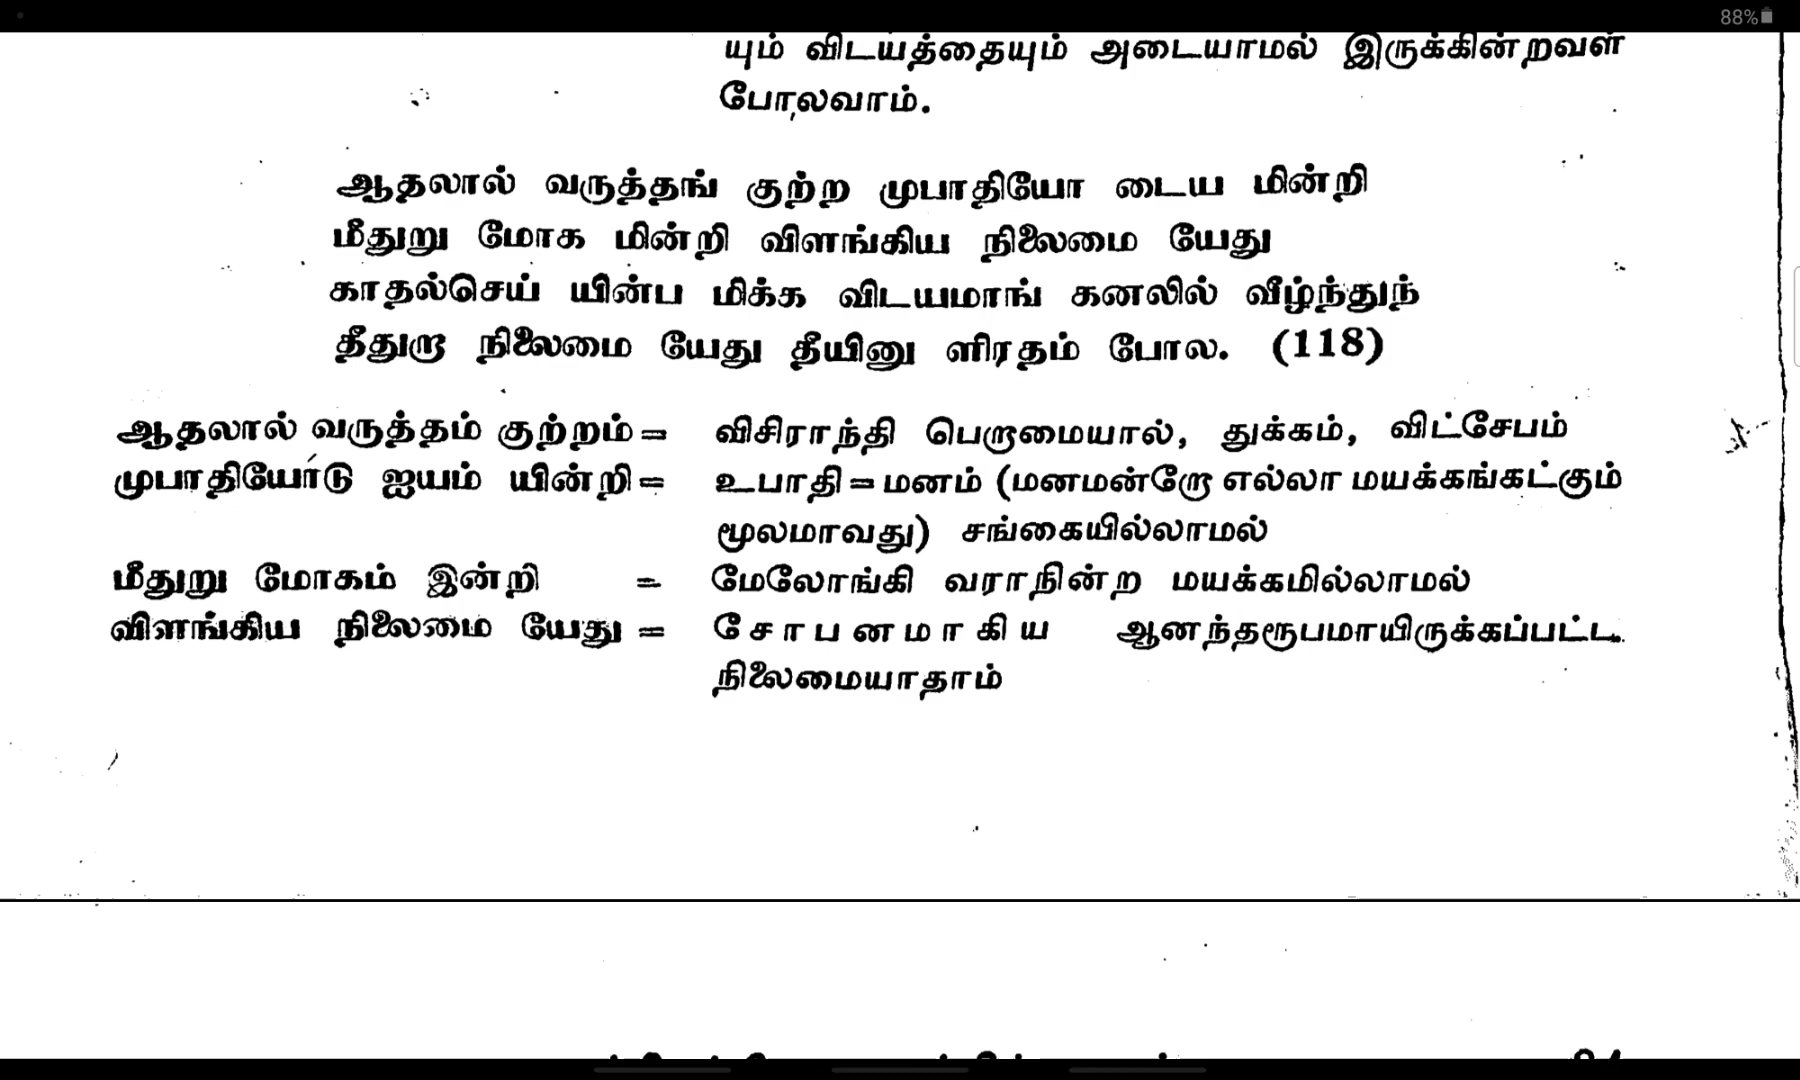 88%
யும் விடயத்தையும் அடையாமல் இருக்கின்றவள்
போலவாம்.
ஆதலால் வருத்தங் குற்ற முபாதியோ டைய மின்றி
மீதுறு மோக மின்றி விளங்கிய நிலைமை யேது
காதல்செய் யின்ப மிக்க விடயமாங் கனலில் வீழ்ந்துந்
தீதுறா நிலைமை யேது தீயினு ளிரதம் போல. (118)
ஆதலால் வருத்தம் குற்றம் = விசிராந்தி பெறாமையால், துக்கம், விட்சேபம்
முபாதியோடு ஐயம் யின்றி = உபாதி = மனம் (மனமன்றோ எல்லா மயக்கங்கட்கும்
மூலமாவது) சங்கையில்லாமல்
மீதுறு மோகம் இன்றி = மேலோங்கி வராநின்ற மயக்கமில்லாமல்
விளங்கிய நிலைமை யேது = சோபனமாகிய ஆனந்தரூபமாயிருக்கப்பட்ட
நிலைமையாதாம்